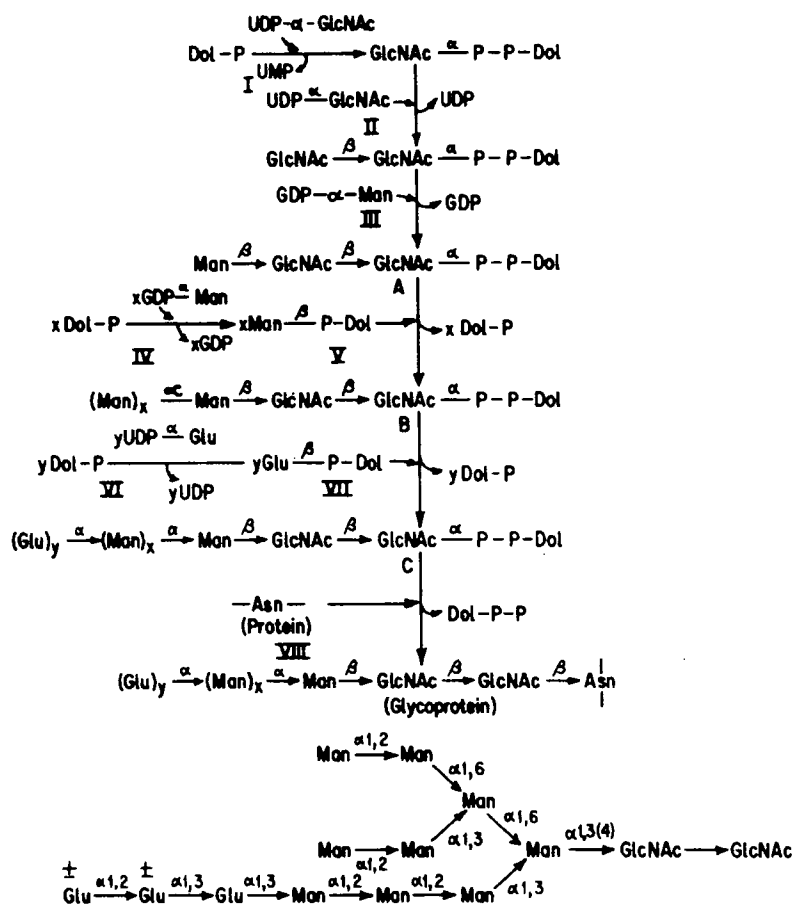 UDP-α-GlcNAc
Dol-P → GlcNAc α P-P-Dol
I UMP
UDP α GlcNAc → UDP
II
GlcNAc β→ GlcNAc α P-P-Dol
GDP-α-Man → GDP
III
Man β→ GlcNAc β→ GlcNAc α P-P-Dol
A
xGDP α Man
x Dol-P → xMan β P-Dol → x Dol-P
IV xGDP V
(Man)x αC Man β→ GlcNAc β→ GlcNAc α P-P-Dol
B
yUDP α Glu
y Dol-P yGlu β P-Dol → y Dol-P
VI yUDP VII
(Glu)y α→ (Man)x α→ Man β→ GlcNAc β→ GlcNAc α P-P-Dol
C
—Asn— → Dol-P-P
(Protein)
VIII
(Glu)y α→ (Man)x α→ Man β→ GlcNAc β→ GlcNAc β→ Asn
(Glycoprotein)
Man α1,2→ Man
α1,6
Man
α1,6
Man α1,2→ Man α1,3 Man α1,3(4)→ GlcNAc → GlcNAc
± ±
Glu α1,2→ Glu α1,3→ Glu α1,3→ Man α1,2→ Man α1,2→ Man α1,3